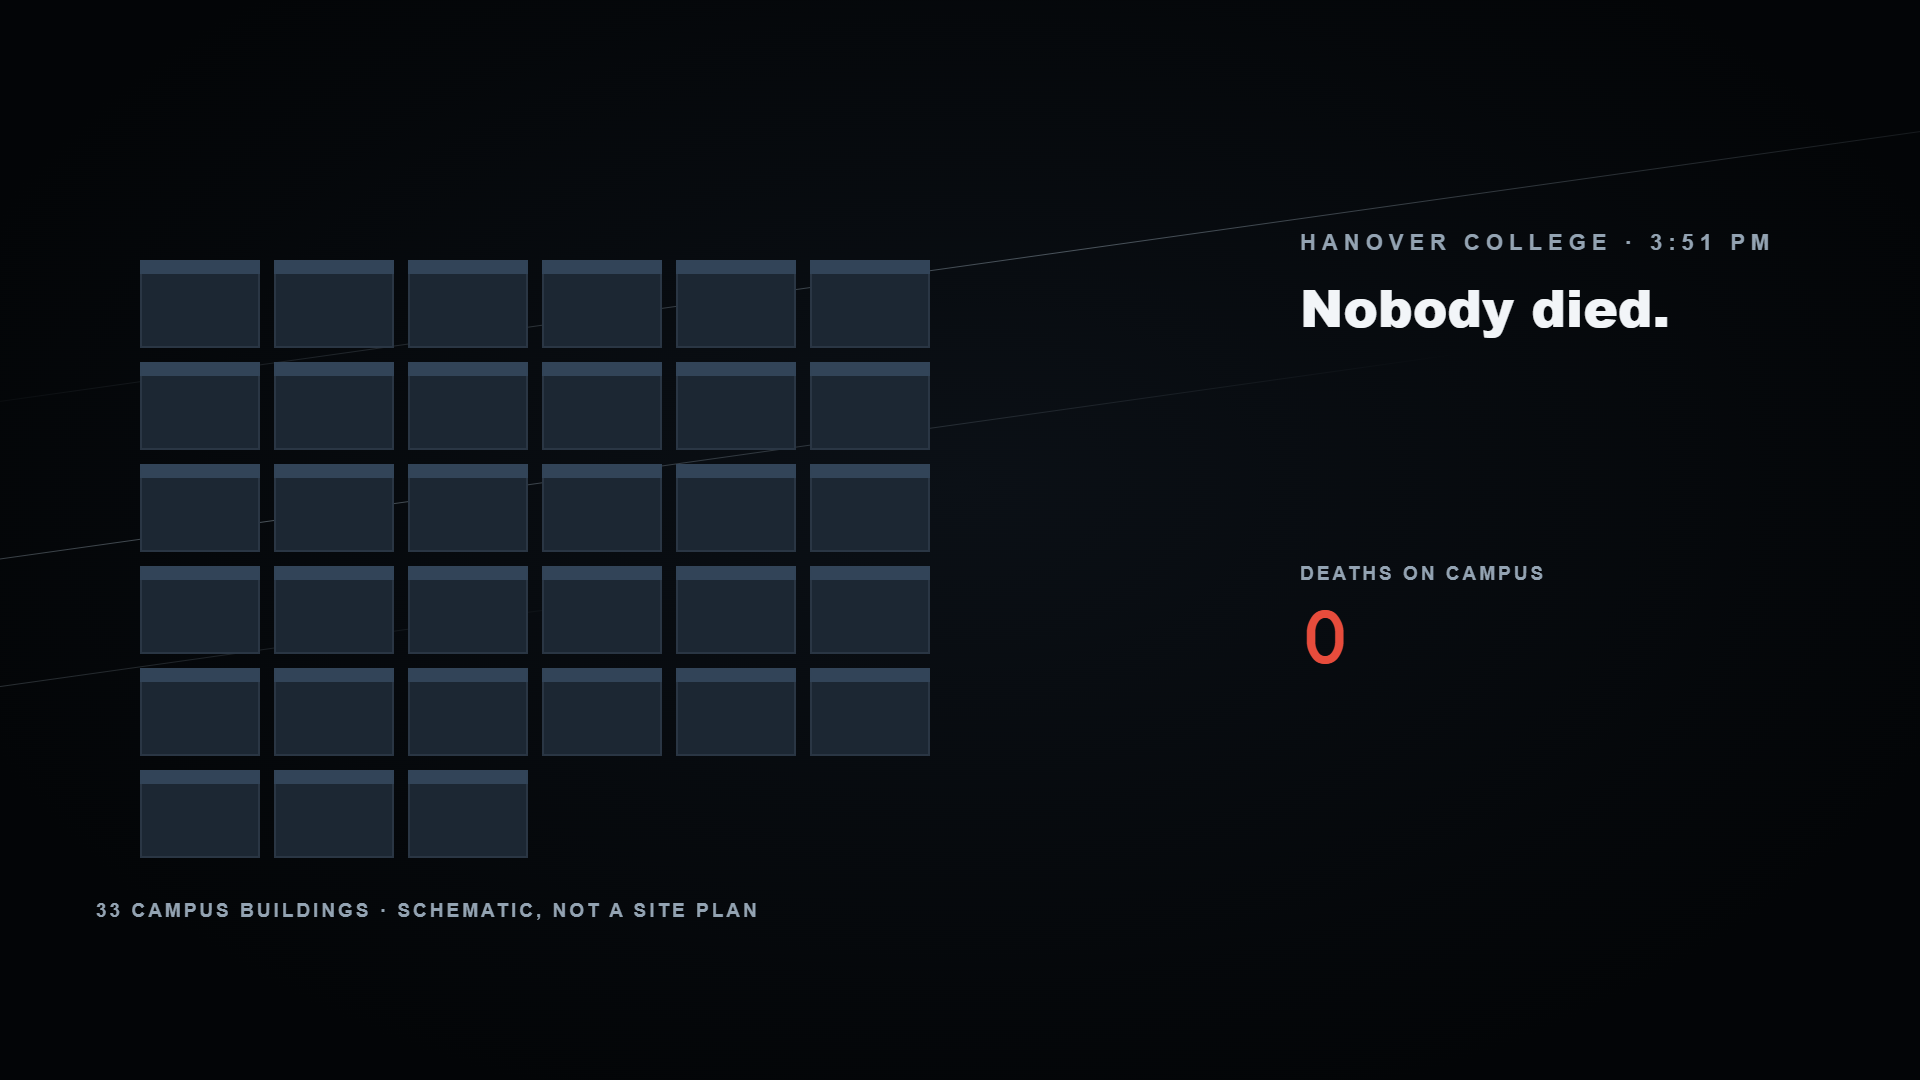 HANOVER COLLEGE · 3:51 PM
Nobody died.
DEATHS ON CAMPUS
0
33 CAMPUS BUILDINGS · SCHEMATIC, NOT A SITE PLAN